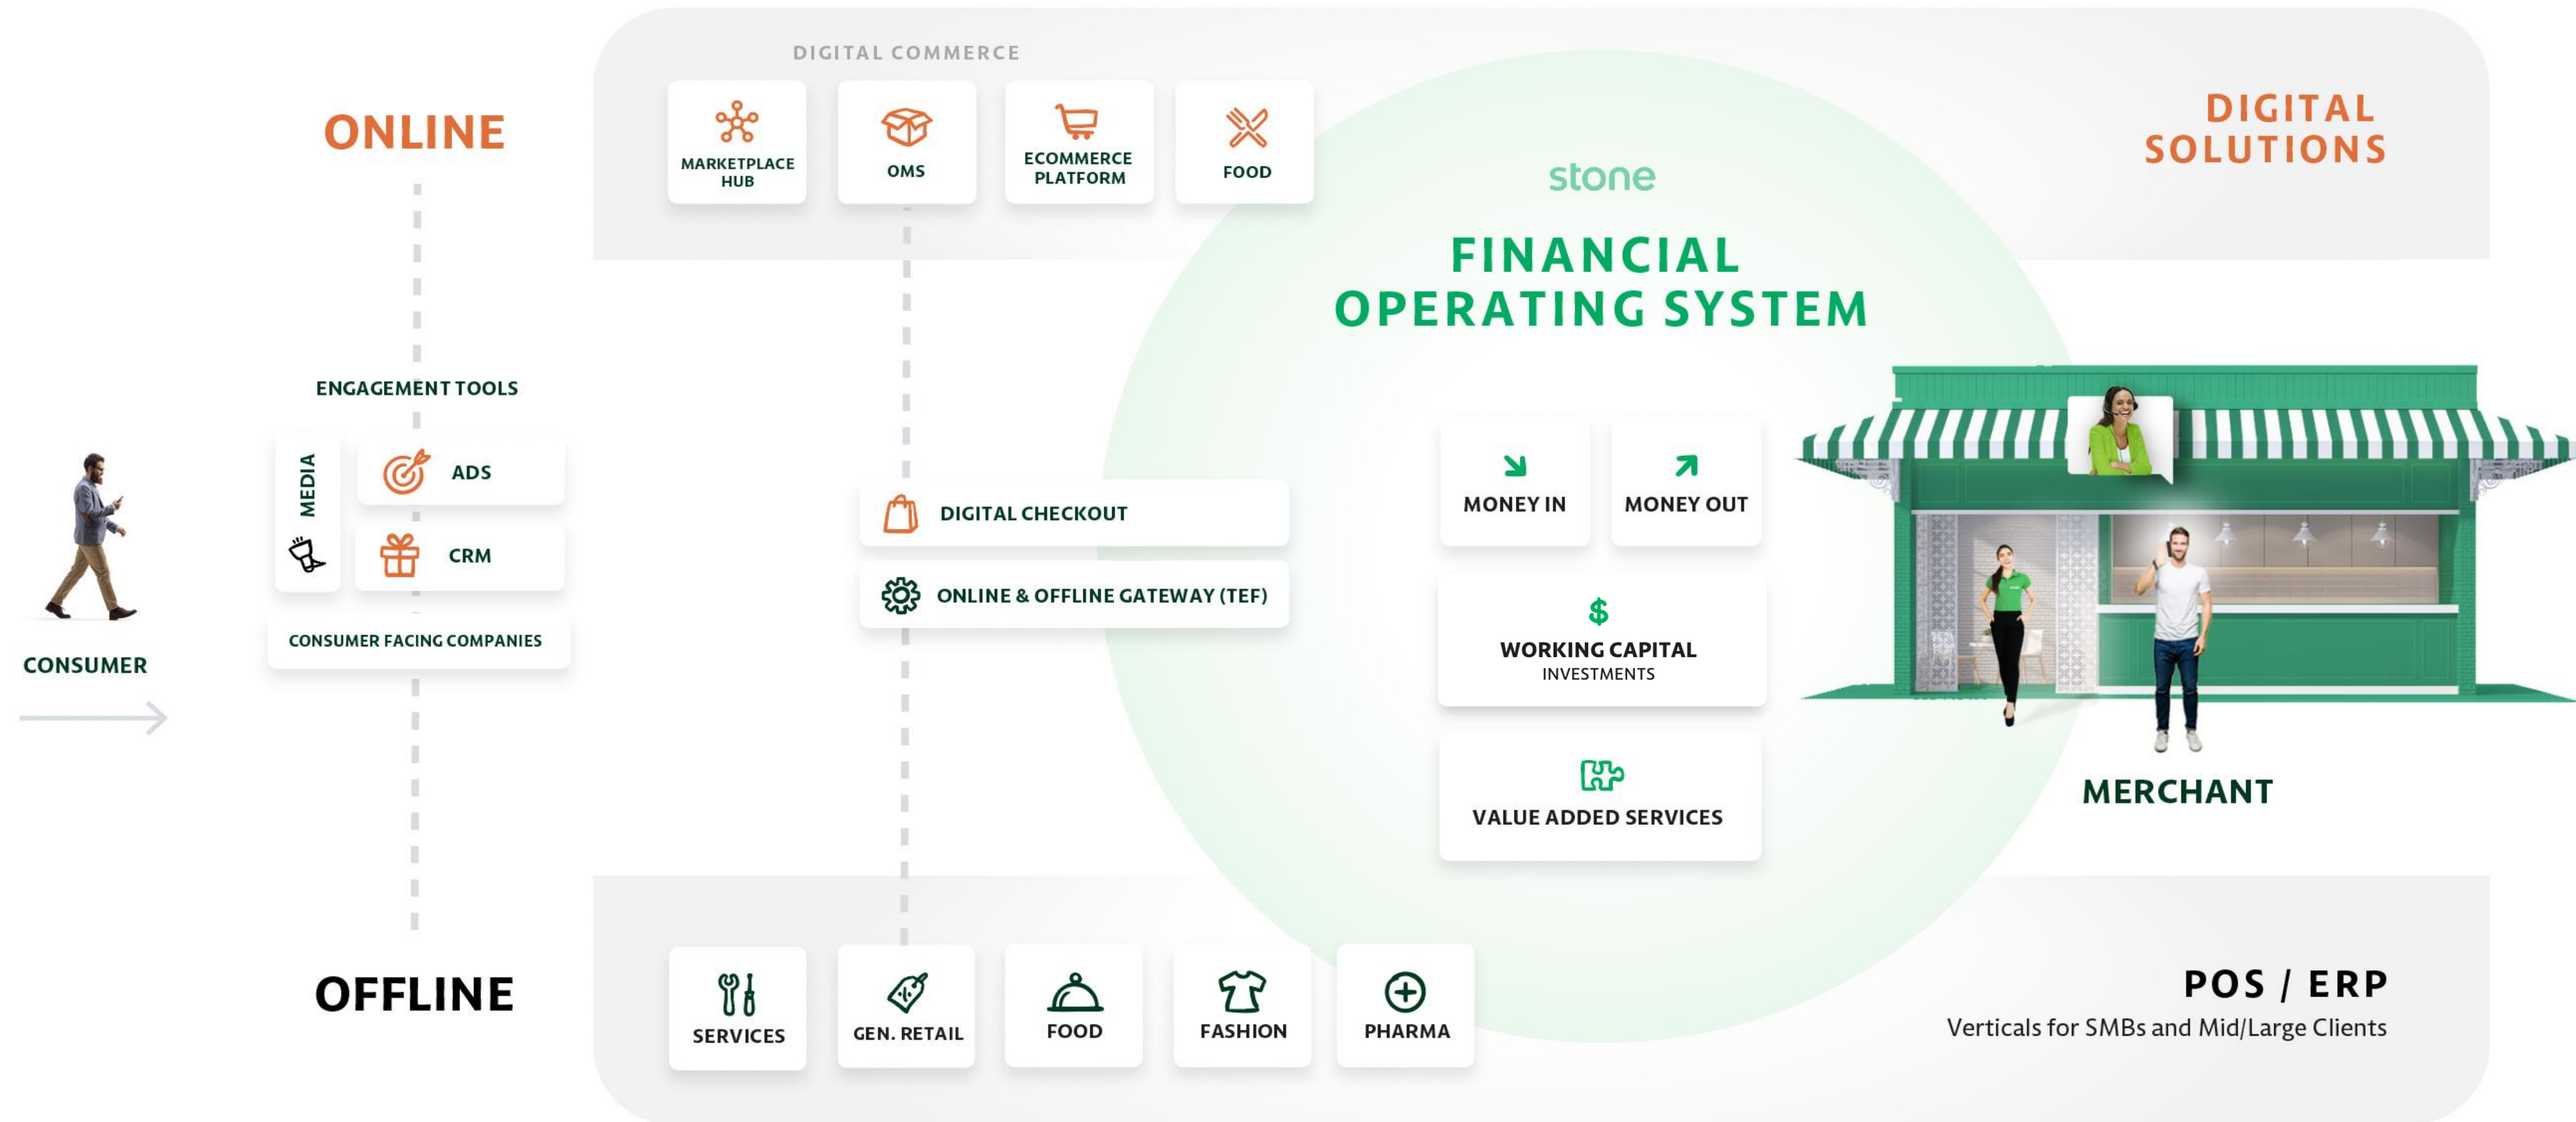 DIGITAL COMMERCE
MARKETPLACE
HUB
OMS
ECOMMERCE
PLATFORM
FOOD
DIGITAL
SOLUTIONS
ONLINE
stone
FINANCIAL
OPERATING SYSTEM
ENGAGEMENT TOOLS
MEDIA
ADS
CRM
CONSUMER FACING COMPANIES
CONSUMER
DIGITAL CHECKOUT
ONLINE & OFFLINE GATEWAY (TEF)
MONEY IN
MONEY OUT
$
WORKING CAPITAL
INVESTMENTS
VALUE ADDED SERVICES
MERCHANT
OFFLINE
SERVICES
GEN. RETAIL
FOOD
FASHION
PHARMA
POS / ERP
Verticals for SMBs and Mid/Large Clients